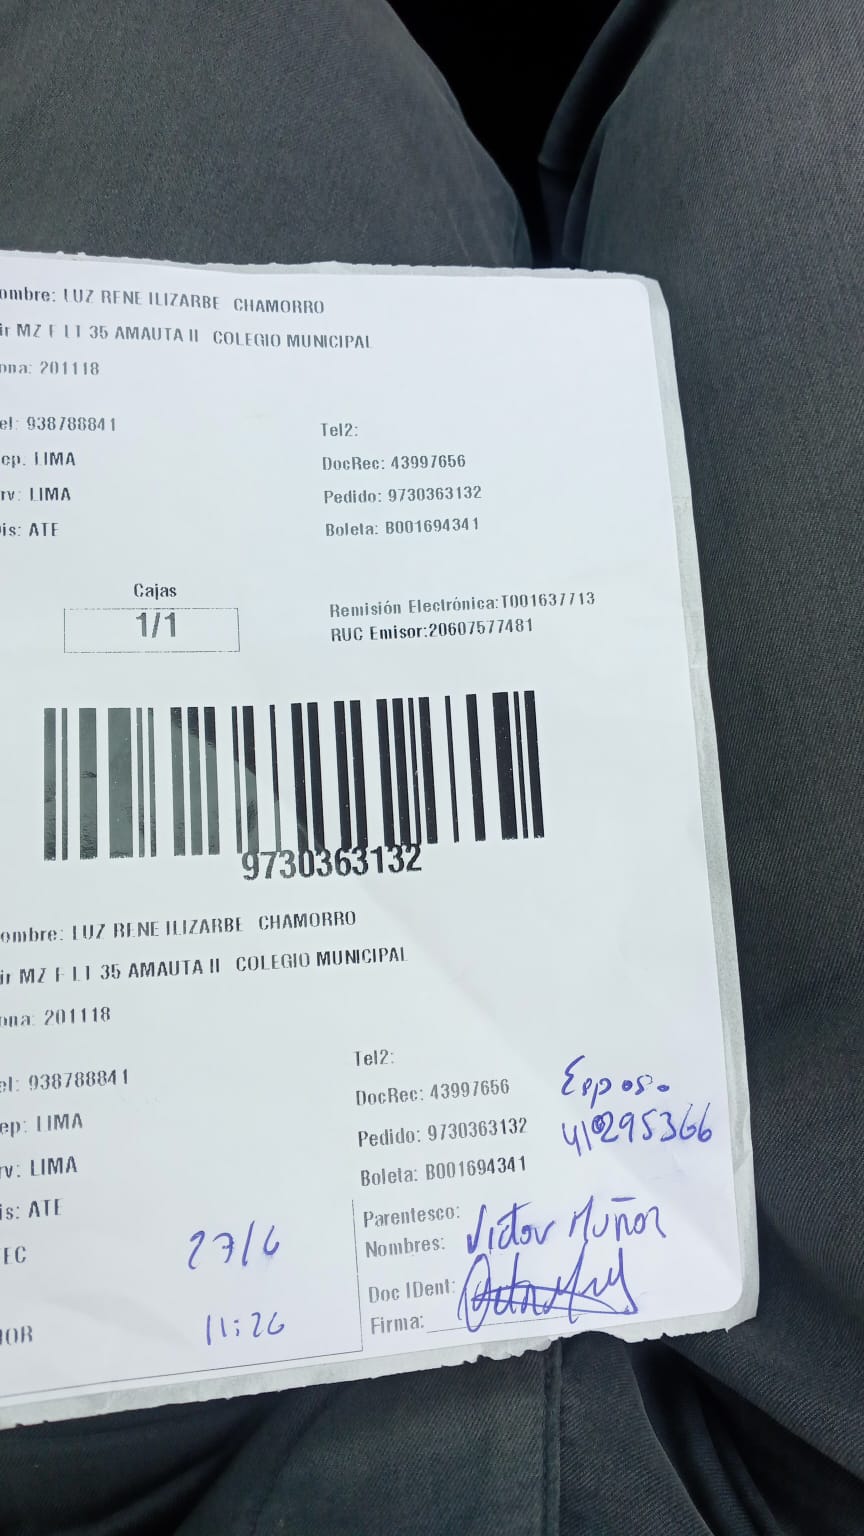 ombre: LUZ RENE ILIZARBE CHAMORRO
ir MZ F LT 35 AMAUTA II COLEGIO MUNICIPAL
ona: 201118
el: 938788841
Tel2:
ep. LIMA
DocRec: 43997656
rv: LIMA
Pedido: 9730363132
is: ATE
Boleta: B001694341
Cajas
1/1
Remisión Electrónica:T001637713
RUC Emisor:20607577481
9730363132
ombre: LUZ RENE ILIZARBE CHAMORRO
ir MZ F LT 35 AMAUTA II COLEGIO MUNICIPAL
ona: 201118
el: 938788841
Tel2:
ep: LIMA
DocRec: 43997656
Esposo
rv: LIMA
Pedido: 9730363132
is: ATE
Boleta: B001694341
EC
27/6
Parentesco:
Nombres: Victor Muñoz
Doc IDent:
OR
11:26
Firma: